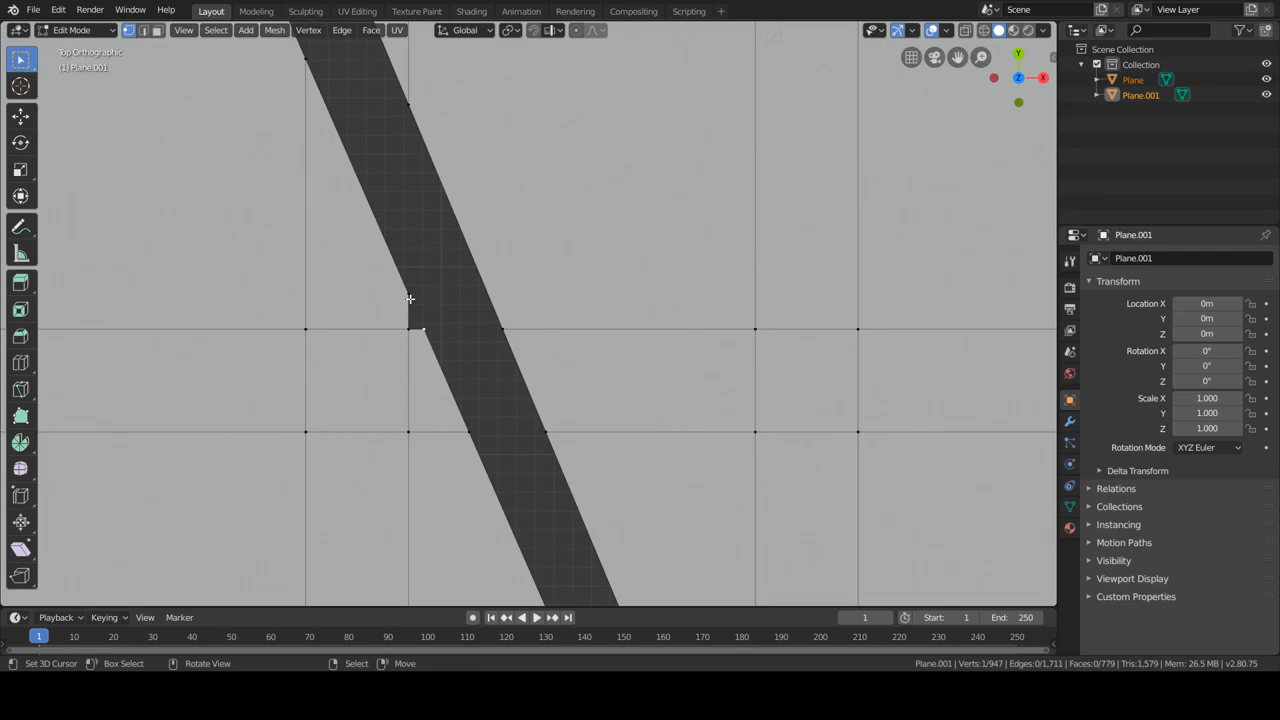 File Edit Render Window Help Layout Modeling Sculpting UV Editing Texture Paint Shading Animation Rendering Compositing Scripting + Scene View Layer
Edit Mode View Select Add Mesh Vertex Edge Face UV Global
Top Orthographic
(1) Plane.001
Y
Z
X
Scene Collection
Collection
Plane
Plane.001
Plane.001
Plane.001
Transform
Location X 0m
Y 0m
Z 0m
Rotation X 0°
Y 0°
Z 0°
Scale X 1.000
Y 1.000
Z 1.000
Rotation Mode XYZ Euler
Delta Transform
Relations
Collections
Instancing
Motion Paths
Visibility
Viewport Display
Custom Properties
Playback Keying View Marker 1 Start: 1 End: 250
1 10 20 30 40 50 60 70 80 90 100 110 120 130 140 150 160 170 180 190 200 210 220 230 240 250
Set 3D Cursor Box Select Rotate View Select Move Plane.001 | Verts:1/947 | Edges:0/1,711 | Faces:0/779 | Tris:1,579 | Mem: 26.5 MB | v2.80.75